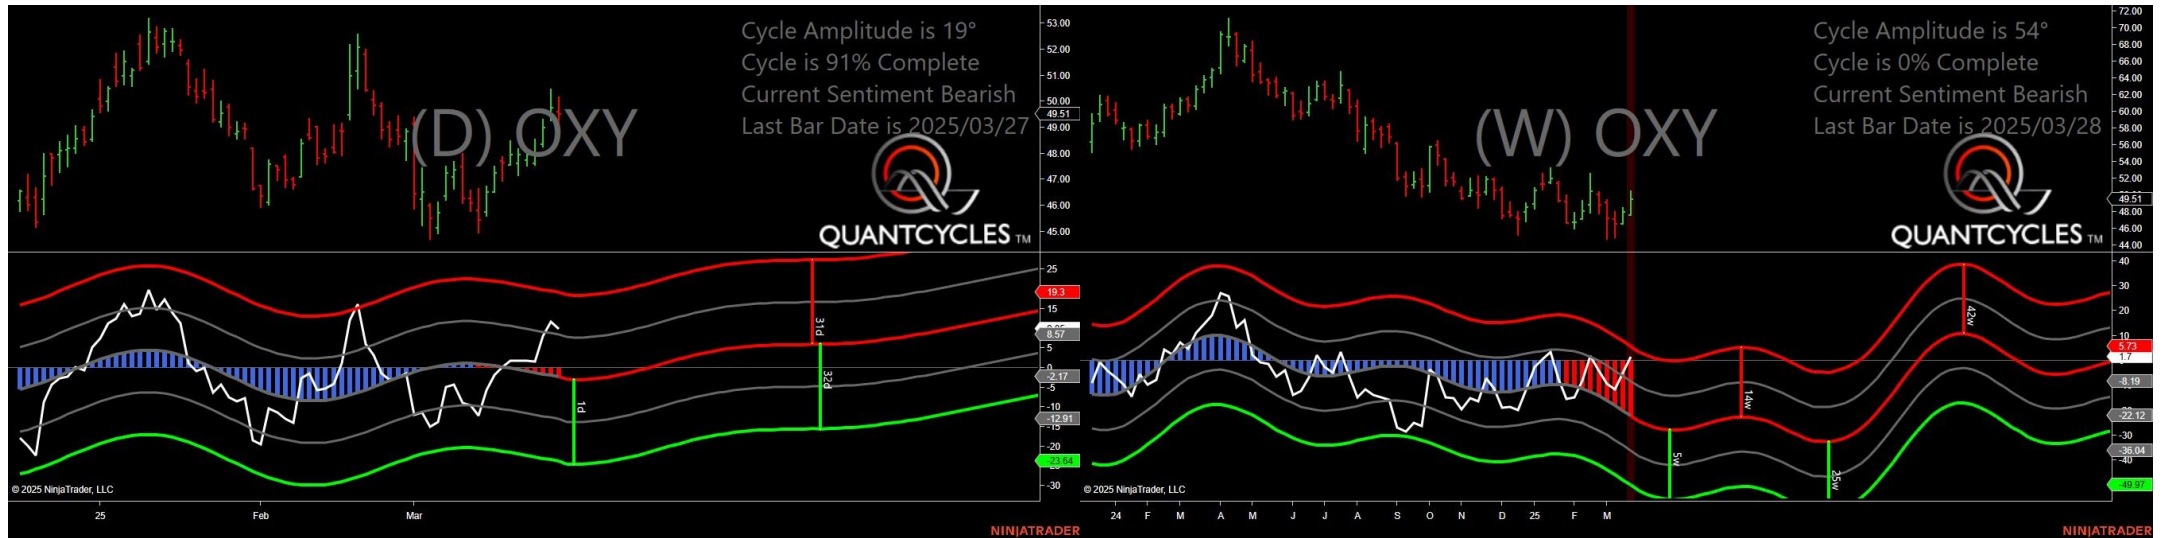 Cycle Amplitude is 19°
Cycle is 91% Complete
Current Sentiment Bearish
Last Bar Date is 2025/03/27
(D) OXY
QUANTCYCLES TM
53.00
52.00
51.00
50.00
49.51
49.00
48.00
47.00
46.00
45.00
25
19.3
15
8.57
5
0
-2.17
-5
-10
-12.91
-15
-20
-23.64
-30
31d
32d
1d
© 2025 NinjaTrader, LLC
25 Feb Mar
NINJATRADER
Cycle Amplitude is 54°
Cycle is 0% Complete
Current Sentiment Bearish
Last Bar Date is 2025/03/28
(W) OXY
QUANTCYCLES TM
72.00
70.00
68.00
66.00
64.00
62.00
60.00
58.00
56.00
54.00
52.00
49.51
48.00
46.00
44.00
40
30
20
10
5.73
1.7
-8.19
-22.12
-30
-36.04
-40
-49.97
42w
14w
5w
25w
© 2025 NinjaTrader, LLC
24 F M A M J J A S O N D 25 F M
NINJATRADER